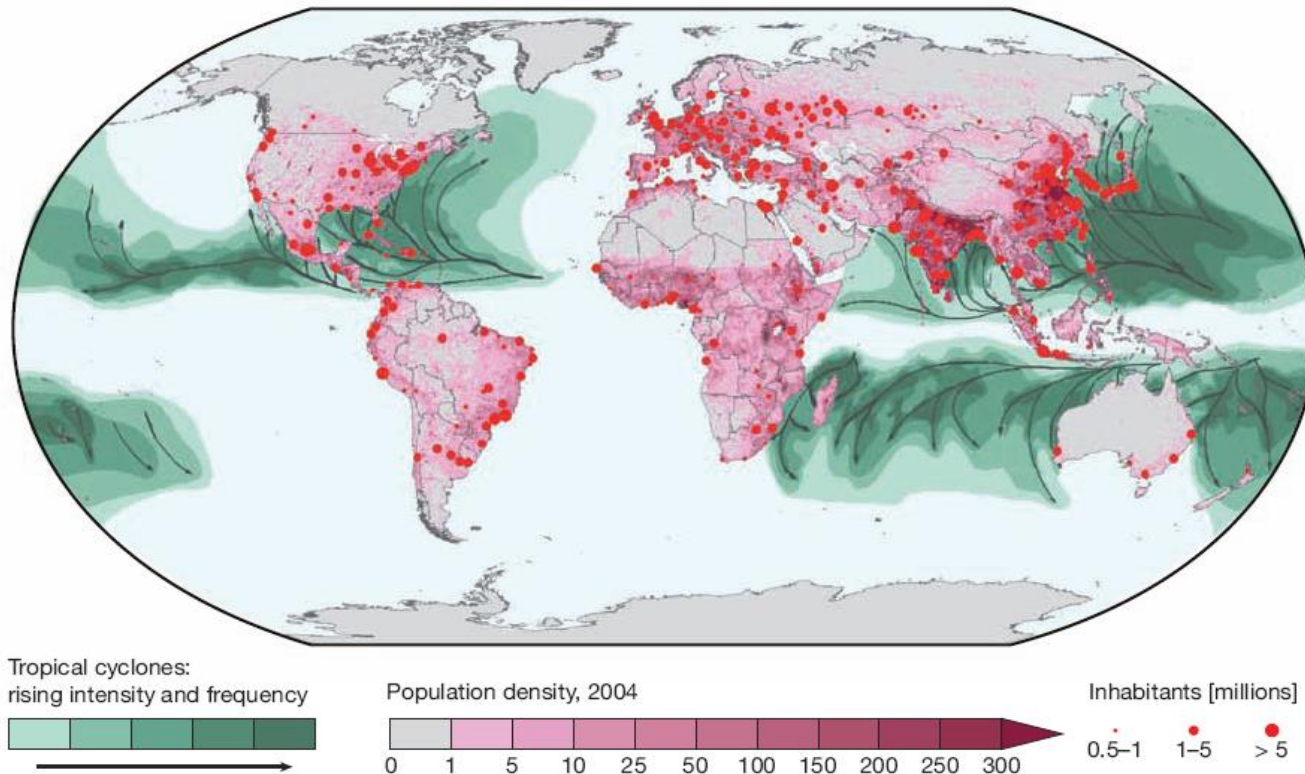 Tropical cyclones:
rising intensity and frequency
Population density, 2004
0 1 5 10 25 50 100 150 200 250 300
Inhabitants [millions]
0.5–1 1–5 > 5